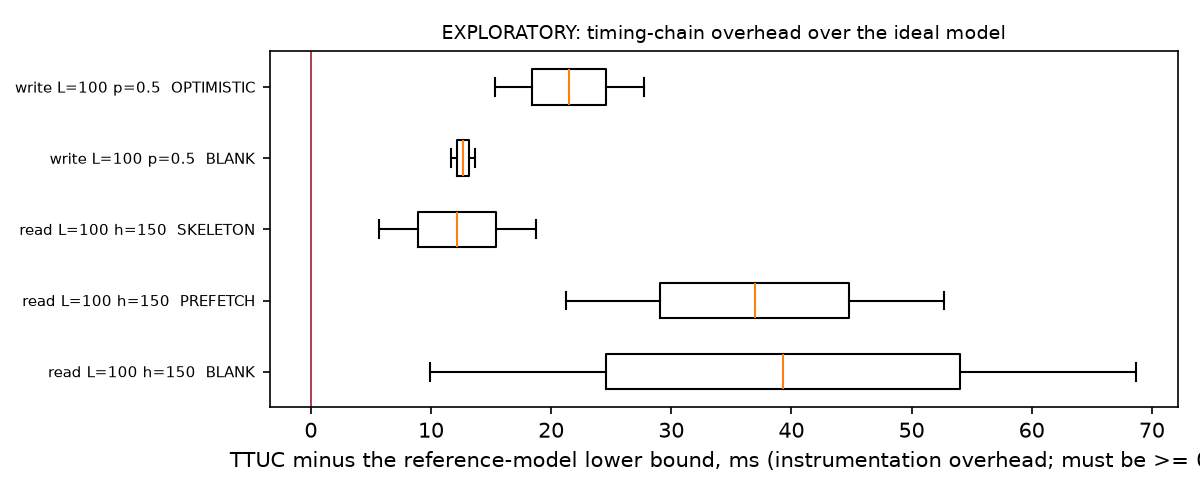 EXPLORATORY: timing-chain overhead over the ideal model
write L=100 p=0.5 OPTIMISTIC
write L=100 p=0.5 BLANK
read L=100 h=150 SKELETON
read L=100 h=150 PREFETCH
read L=100 h=150 BLANK
0 10 20 30 40 50 60 70
TTUC minus the reference-model lower bound, ms (instrumentation overhead; must be >=